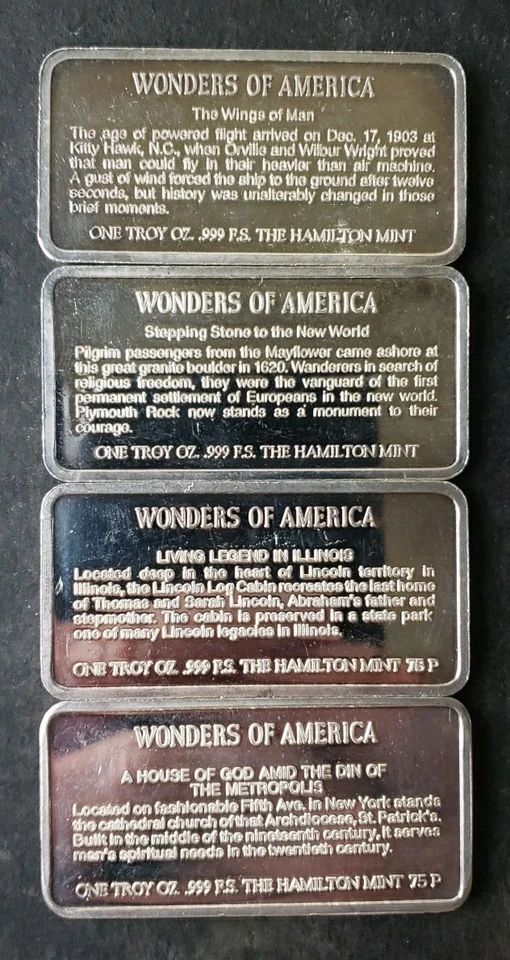 WONDERS OF AMERICA
The Wings of Man
The age of powered flight arrived on Dec. 17, 1903 at
Kitty Hawk, N.C., when Orville and Wilbur Wright proved
that man could fly in their heavier than air machine.
A gust of wind forced the ship to the ground after twelve
seconds, but history was unalterably changed in those
brief moments.
ONE TROY OZ. .999 F.S. THE HAMILTON MINT
WONDERS OF AMERICA
Stepping Stone to the New World
Pilgrim passengers from the Mayflower came ashore at
this great granite boulder in 1620. Wanderers in search of
religious freedom, they were the vanguard of the first
permanent settlement of Europeans in the new world.
Plymouth Rock now stands as a monument to their
courage.
ONE TROY OZ. .999 F.S. THE HAMILTON MINT
WONDERS OF AMERICA
LIVING LEGEND IN ILLINOIS
Located deep in the heart of Lincoln territory in
Illinois, the Lincoln Log Cabin recreates the last home
of Thomas and Sarah Lincoln, Abraham's father and
stepmother. The cabin is preserved in a state park
one of many Lincoln legacies in Illinois.
ONE TROY OZ. .999 F.S. THE HAMILTON MINT 75 P
WONDERS OF AMERICA
A HOUSE OF GOD AMID THE DIN OF
THE METROPOLIS
Located on fashionable Fifth Ave. in New York stands
the cathedral church of that Archdiocese, St. Patrick's.
Built in the middle of the nineteenth century, it serves
man's spiritual needs in the twentieth century.
ONE TROY OZ. .999 F.S. THE HAMILTON MINT 75 P